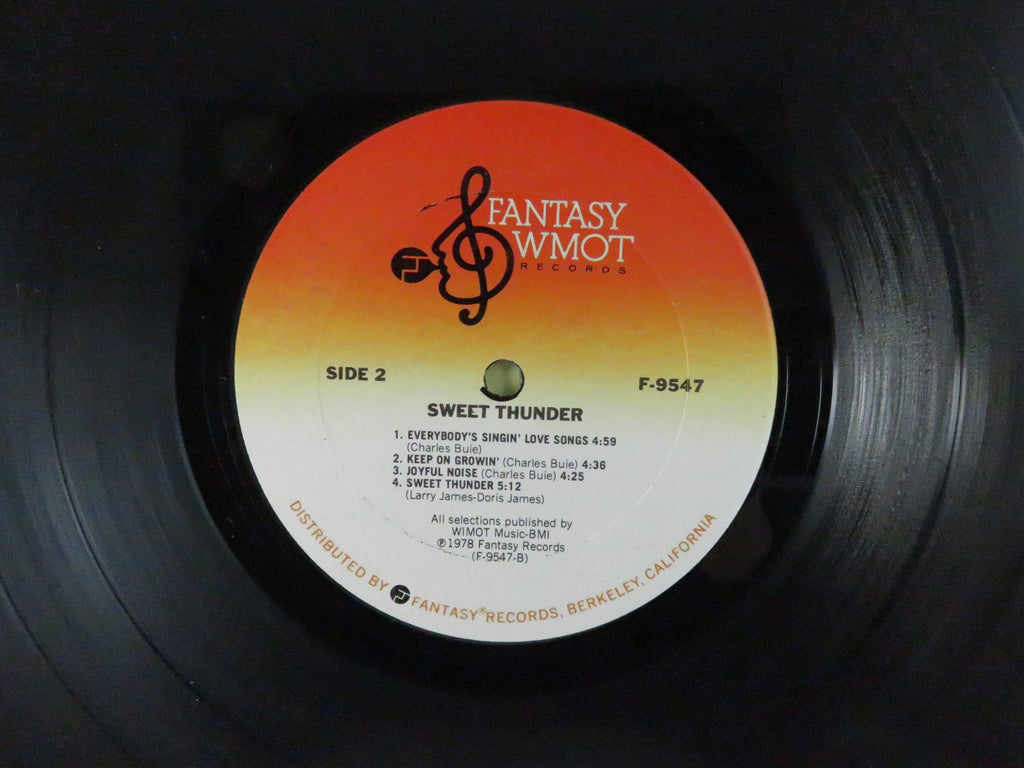 FANTASY
WMOT
RECORDS
SIDE 2
F-9547
SWEET THUNDER
1. EVERYBODY'S SINGIN' LOVE SONGS 4:59
(Charles Buie)
2. KEEP ON GROWIN' (Charles Buie) 4:36
3. JOYFUL NOISE (Charles Buie) 4:25
4. SWEET THUNDER 5:12
(Larry James-Doris James)
All selections published by
WIMOT Music-BMI
℗1978 Fantasy Records
(F-9547-B)
DISTRIBUTED BY FANTASY® RECORDS, BERKELEY, CALIFORNIA